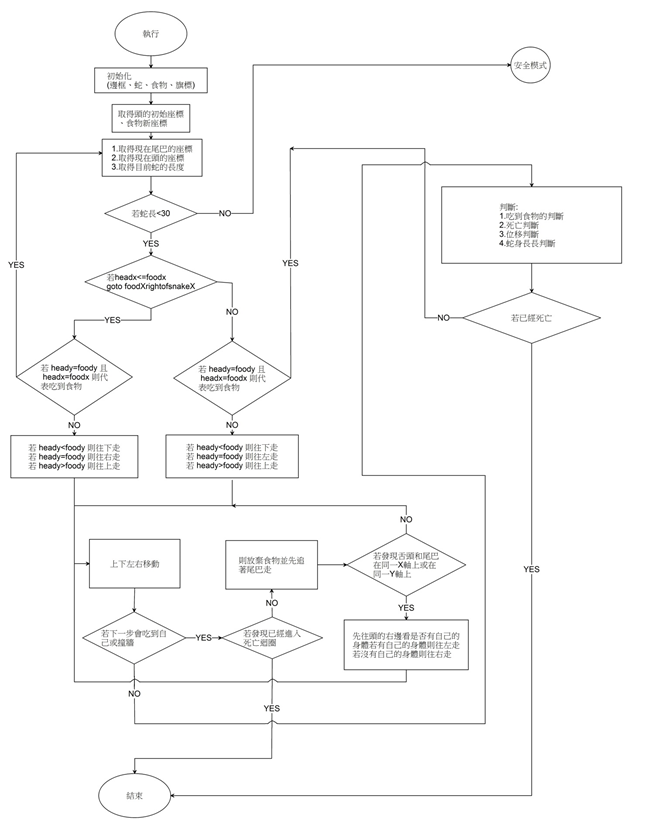 執行
安全模式
初始化
(邊框、蛇、食物、旗標)
取得頭的初始座標
、食物新座標
1.取得現在尾巴的座標
2.取得現在頭的座標
3.取得目前蛇的長度
若蛇長<30
NO
YES
若headx<=foodx
goto foodXrightofsnakeX
YES
NO
YES
YES
判斷:
1.吃到食物的判斷
2.死亡判斷
3.位移判斷
4.蛇身長長判斷
若已經死亡
NO
若 heady=foody 且
headx=foodx 則代
表吃到食物
若 heady=foody 且
headx=foodx 則代
表吃到食物
NO
NO
若 heady<foody 則往下走
若 heady=foody 則往右走
若 heady>foody 則往上走
若 heady<foody 則往下走
若 heady=foody 則往左走
若 heady>foody 則往上走
NO
上下左右移動
則放棄食物並先追
著尾巴走
若發現舌頭和尾巴
在同一X軸上或在
同一Y軸上
YES
NO
YES
若下一步會吃到自
己或撞牆
YES
若發現已經進入
死亡迴圈
先往頭的右邊看是否有自己的
身體若有自己的身體則往左走
若沒有自己的身體則往右走
NO
YES
結束